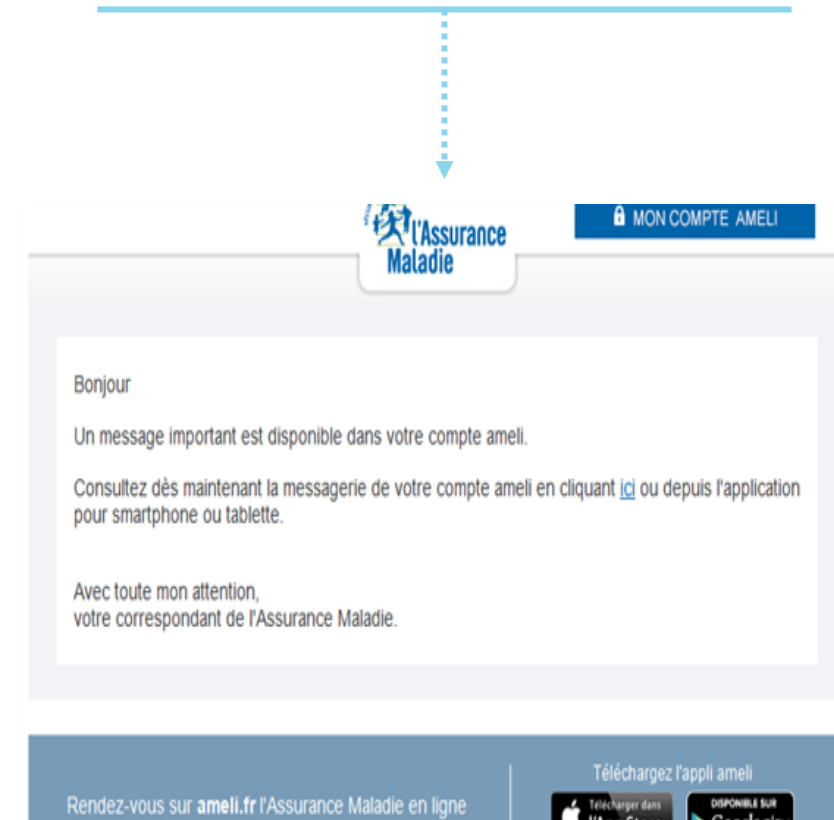 l'Assurance
Maladie
MON COMPTE AMELI
Bonjour
Un message important est disponible dans votre compte ameli.
Consultez dès maintenant la messagerie de votre compte ameli en cliquant ici ou depuis l'application
pour smartphone ou tablette.
Avec toute mon attention,
votre correspondant de l'Assurance Maladie.
Rendez-vous sur ameli.fr l'Assurance Maladie en ligne
Téléchargez l'appli ameli
Télécharger dans
DISPONIBLE SUR